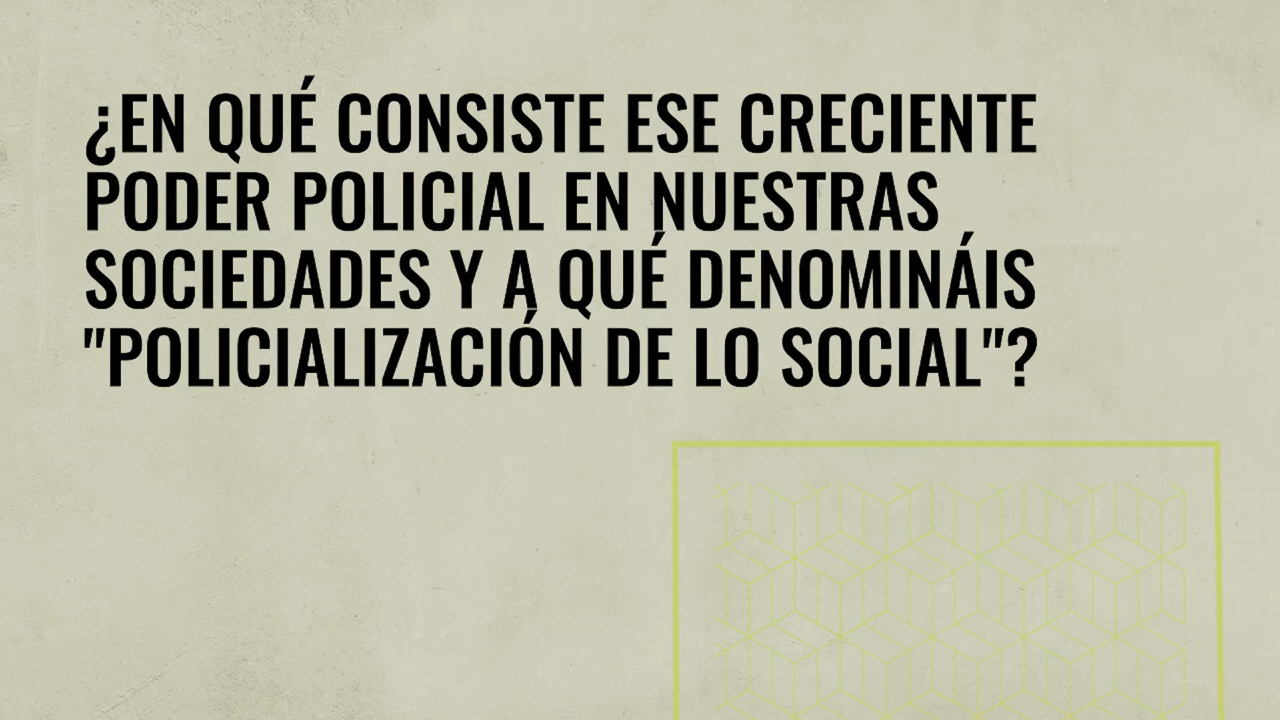 ¿EN QUÉ CONSISTE ESE CRECIENTE
PODER POLICIAL EN NUESTRAS
SOCIEDADES Y A QUÉ DENOMINÁIS
"POLICIALIZACIÓN DE LO SOCIAL"?